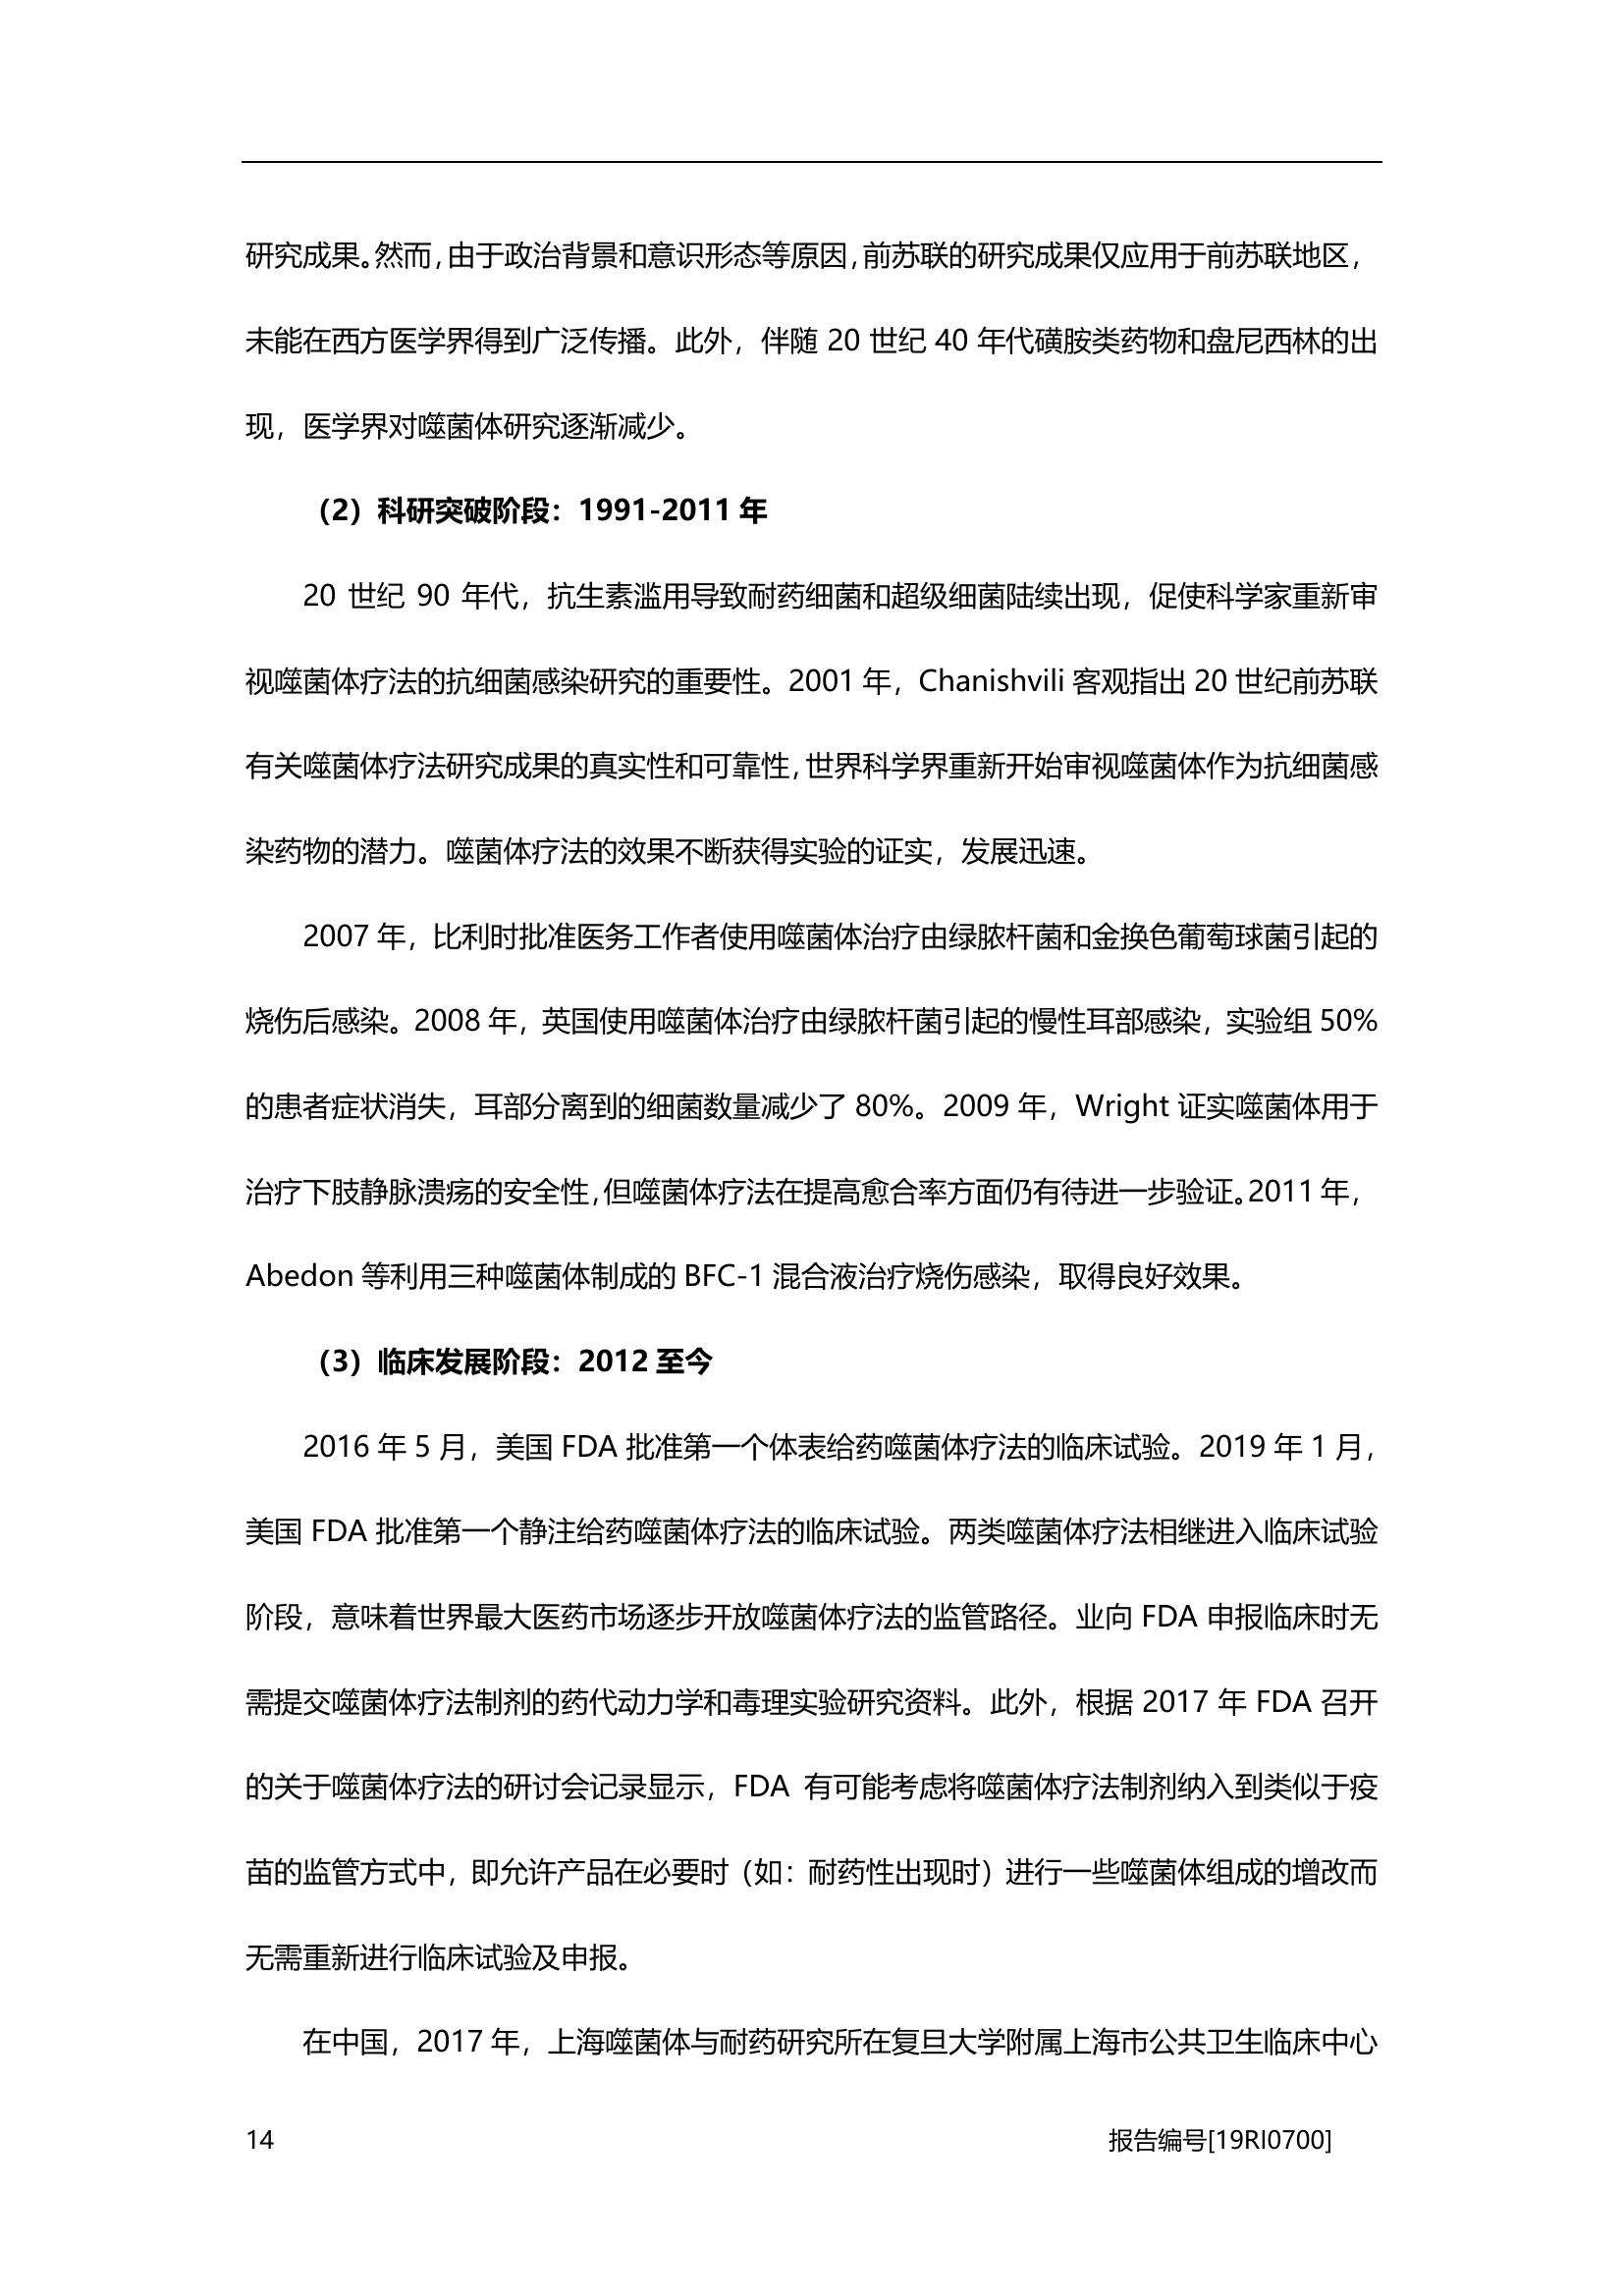 研究成果。然而，由于政治背景和意识形态等原因，前苏联的研究成果仅应用于前苏联地区，
未能在西方医学界得到广泛传播。此外，伴随 20 世纪 40 年代磺胺类药物和盘尼西林的出
现，医学界对噬菌体研究逐渐减少。
（2）科研突破阶段：1991-2011 年
20 世纪 90 年代，抗生素滥用导致耐药细菌和超级细菌陆续出现，促使科学家重新审
视噬菌体疗法的抗细菌感染研究的重要性。2001 年，Chanishvili 客观指出 20 世纪前苏联
有关噬菌体疗法研究成果的真实性和可靠性，世界科学界重新开始审视噬菌体作为抗细菌感
染药物的潜力。噬菌体疗法的效果不断获得实验的证实，发展迅速。
2007 年，比利时批准医务工作者使用噬菌体治疗由绿脓杆菌和金换色葡萄球菌引起的
烧伤后感染。2008 年，英国使用噬菌体治疗由绿脓杆菌引起的慢性耳部感染，实验组 50%
的患者症状消失，耳部分离到的细菌数量减少了 80%。2009 年，Wright 证实噬菌体用于
治疗下肢静脉溃疡的安全性，但噬菌体疗法在提高愈合率方面仍有待进一步验证。2011 年，
Abedon 等利用三种噬菌体制成的 BFC-1 混合液治疗烧伤感染，取得良好效果。
（3）临床发展阶段：2012 至今
2016 年 5 月，美国 FDA 批准第一个体表给药噬菌体疗法的临床试验。2019 年 1 月，
美国 FDA 批准第一个静注给药噬菌体疗法的临床试验。两类噬菌体疗法相继进入临床试验
阶段，意味着世界最大医药市场逐步开放噬菌体疗法的监管路径。业向 FDA 申报临床时无
需提交噬菌体疗法制剂的药代动力学和毒理实验研究资料。此外，根据 2017 年 FDA 召开
的关于噬菌体疗法的研讨会记录显示，FDA 有可能考虑将噬菌体疗法制剂纳入到类似于疫
苗的监管方式中，即允许产品在必要时（如：耐药性出现时）进行一些噬菌体组成的增改而
无需重新进行临床试验及申报。
在中国，2017 年，上海噬菌体与耐药研究所在复旦大学附属上海市公共卫生临床中心
14 报告编号[19RI0700]